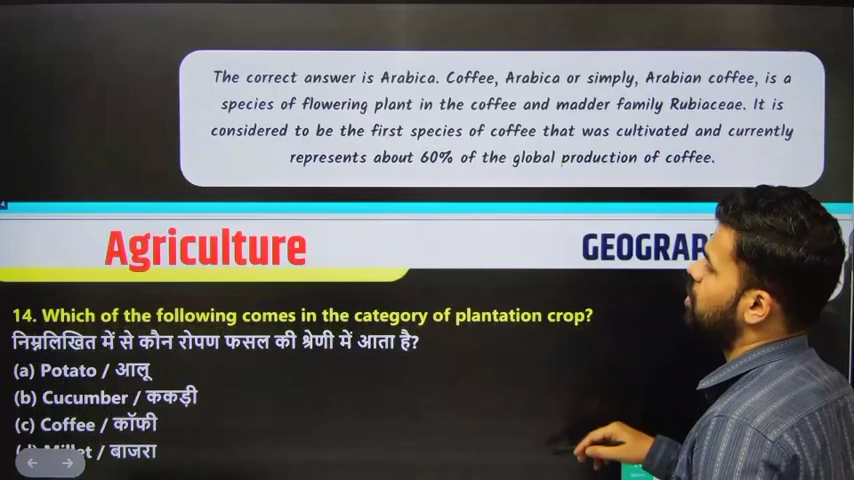 The correct answer is Arabica. Coffee, Arabica or simply, Arabian coffee, is a
species of flowering plant in the coffee and madder family Rubiaceae. It is
considered to be the first species of coffee that was cultivated and currently
represents about 60% of the global production of coffee.
4
Agriculture
GEOGRAP
14. Which of the following comes in the category of plantation crop?
निम्नलिखित में से कौन रोपण फसल की श्रेणी में आता है?
(a) Potato / आलू
(b) Cucumber / ककड़ी
(c) Coffee / कॉफी
(d) Millet / बाजरा